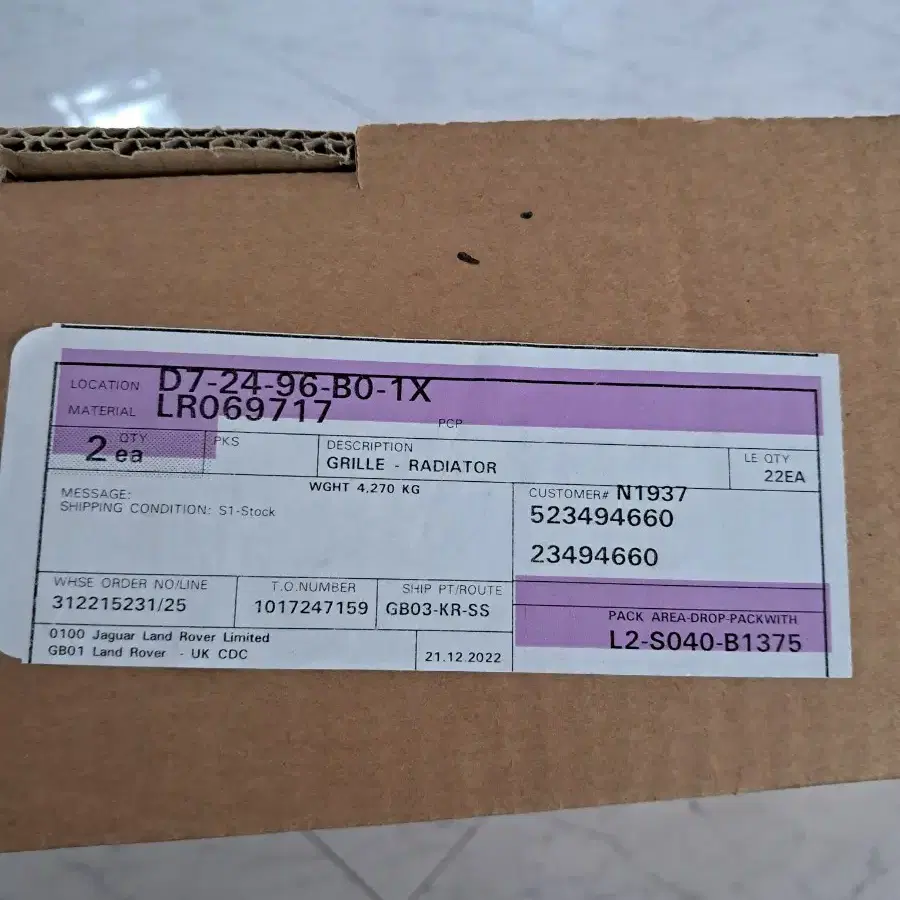 LOCATION D7-24-96-B0-1X
MATERIAL LR069717
PCP
QTY
2 ea
PKS
DESCRIPTION
GRILLE - RADIATOR
LE QTY
22EA
WGHT 4,270 KG
MESSAGE:
SHIPPING CONDITION: S1-Stock
CUSTOMER# N1937
523494660
23494660
WHSE ORDER NO/LINE
312215231/25
T.O.NUMBER
1017247159
SHIP PT/ROUTE
GB03-KR-SS
PACK AREA-DROP-PACKWITH
L2-S040-B1375
0100 Jaguar Land Rover Limited
GB01 Land Rover - UK CDC
21.12.2022